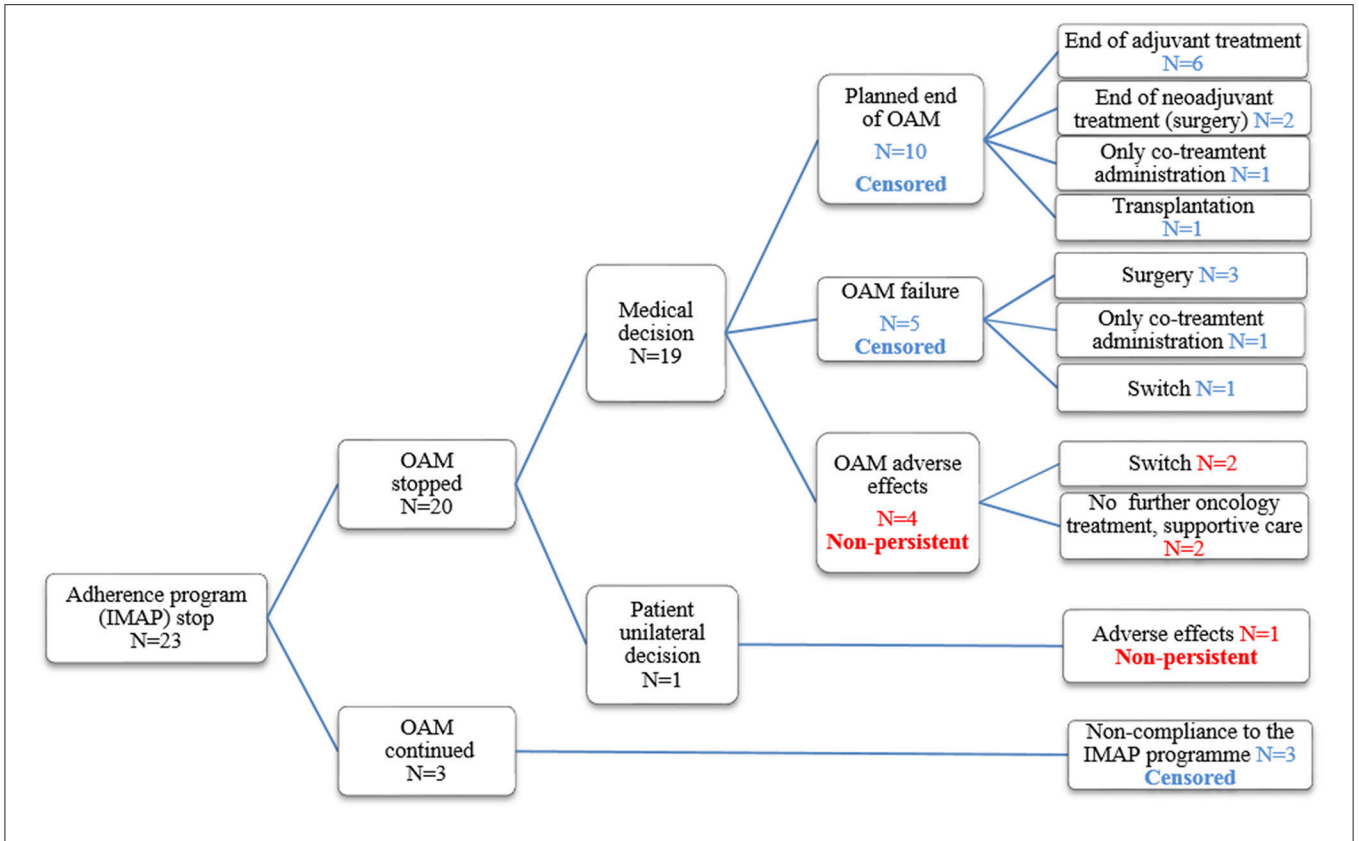 Adherence program
(IMAP) stop
N=23
OAM
stopped
N=20
OAM
continued
N=3
Medical
decision
N=19
Patient
unilateral
decision
N=1
Planned end
of OAM
N=10
Censored
OAM failure
N=5
Censored
OAM adverse
effects
N=4
Non-persistent
End of adjuvant treatment
N=6
End of neoadjuvant
treatment (surgery) N=2
Only co-treamtent
administration N=1
Transplantation
N=1
Surgery N=3
Only co-treamtent
administration N=1
Switch N=1
Switch N=2
No further oncology
treatment, supportive care
N=2
Adverse effects N=1
Non-persistent
Non-compliance to the
IMAP programme N=3
Censored